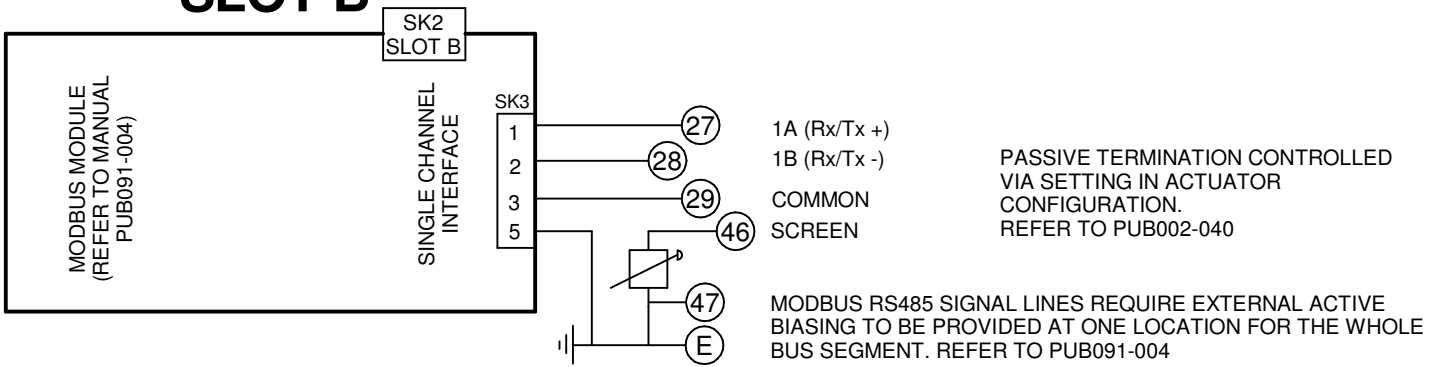 SLOT B
SK2
SLOT B
MODBUS MODULE
(REFER TO MANUAL
PUB091-004)
SINGLE CHANNEL
INTERFACE
SK3
1
2
3
5
27
28
29
46
47
E
1A (Rx/Tx +)
1B (Rx/Tx -)
COMMON
SCREEN
PASSIVE TERMINATION CONTROLLED
VIA SETTING IN ACTUATOR
CONFIGURATION.
REFER TO PUB002-040
MODBUS RS485 SIGNAL LINES REQUIRE EXTERNAL ACTIVE
BIASING TO BE PROVIDED AT ONE LOCATION FOR THE WHOLE
BUS SEGMENT. REFER TO PUB091-004